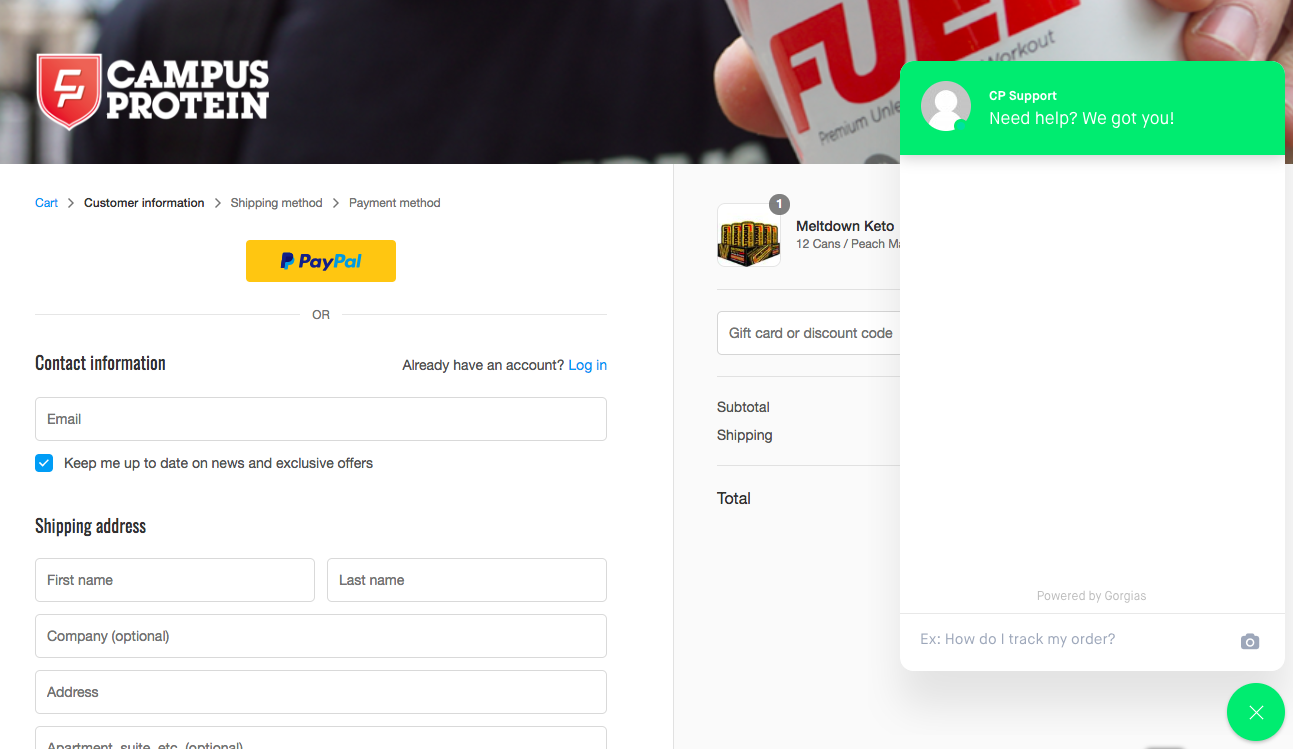 FUEL
Workout
Premium Unle
CAMPUS
PROTEIN
Cart
Customer information
Shipping method
Payment method
PayPal
OR
Contact information
Already have an account? Log in
Email
Keep me up to date on news and exclusive offers
Shipping address
First name
Last name
Company (optional)
Address
Apartment, suite, etc. (optional)
1
Meltdown Keto
12 Cans / Peach Ma
Gift card or discount code
Subtotal
Shipping
Total
CP Support
Need help? We got you!
Powered by Gorgias
Ex: How do I track my order?